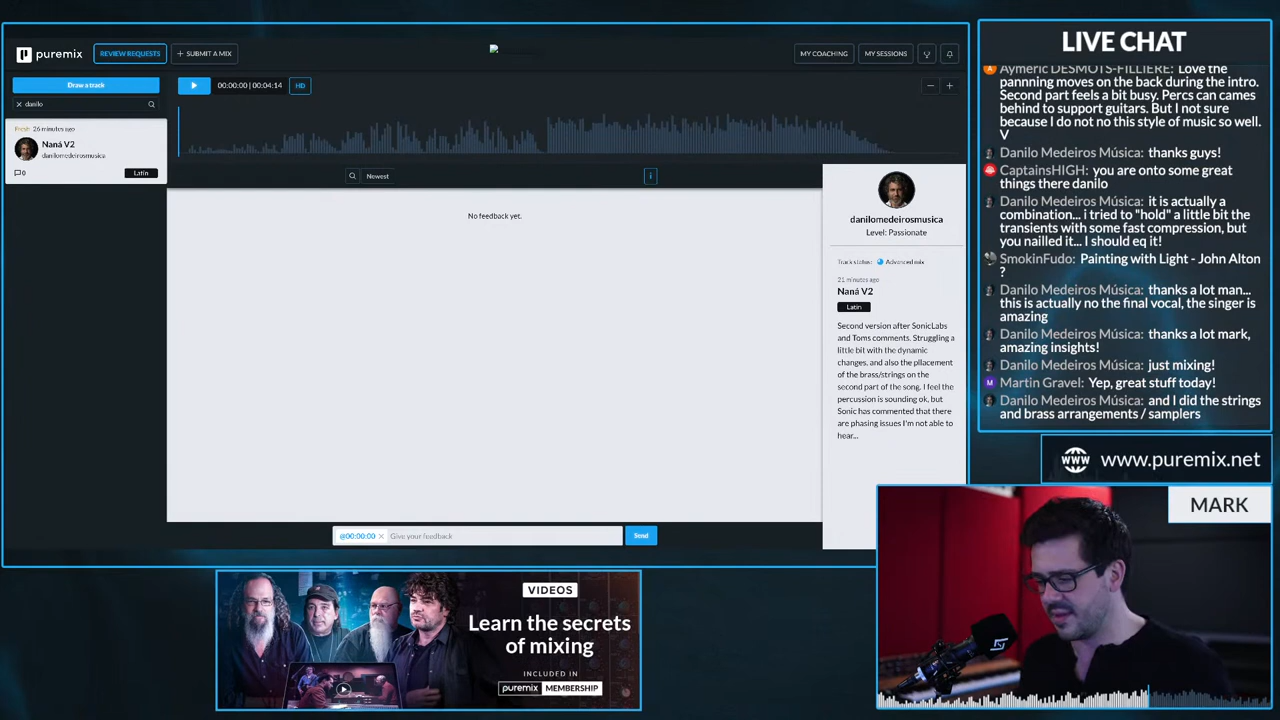 puremix
REVIEW REQUESTS
+ SUBMIT A MIX
MY COACHING
MY SESSIONS
Draw a track
danilo
00:00:00 | 00:04:14
HD
Fresh 26 minutes ago
Naná V2
danilomedeirosmusica
0
Latin
Newest
i
No feedback yet.
danilomedeirosmusica
Level: Passionate
Track status: Advanced mix
21 minutes ago
Naná V2
Latin
Second version after SonicLabs
and Toms comments. Struggling a
little bit with the dynamic
changes, and also the pllacement
of the brass/strings on the
second part of the song. I feel the
percussion is sounding ok, but
Sonic has commented that there
are phasing issues I'm not able to
hear...
@00:00:00
Give your feedback
Send
LIVE CHAT
Aymeric DESMOTS-FILLIERE: Love the
pannning moves on the back during the intro.
Second part feels a bit busy. Percs can cames
behind to support guitars. But I not sure
because I do not no this style of music so well.
V
Danilo Medeiros Música: thanks guys!
CaptainsHIGH: you are onto some great
things there danilo
Danilo Medeiros Música: it is actually a
combination... i tried to "hold" a little bit the
transients with some fast compression, but
you nailled it... I should eq it!
SmokinFudo: Painting with Light - John Alton
?
Danilo Medeiros Música: thanks a lot man...
this is actually no the final vocal, the singer is
amazing
Danilo Medeiros Música: thanks a lot mark,
amazing insights!
Danilo Medeiros Música: just mixing!
Martin Gravel: Yep, great stuff today!
Danilo Medeiros Música: and I did the strings
and brass arrangements / samplers
WWW
www.puremix.net
MARK
VIDEOS
Learn the secrets
of mixing
INCLUDED IN
puremix MEMBERSHIP